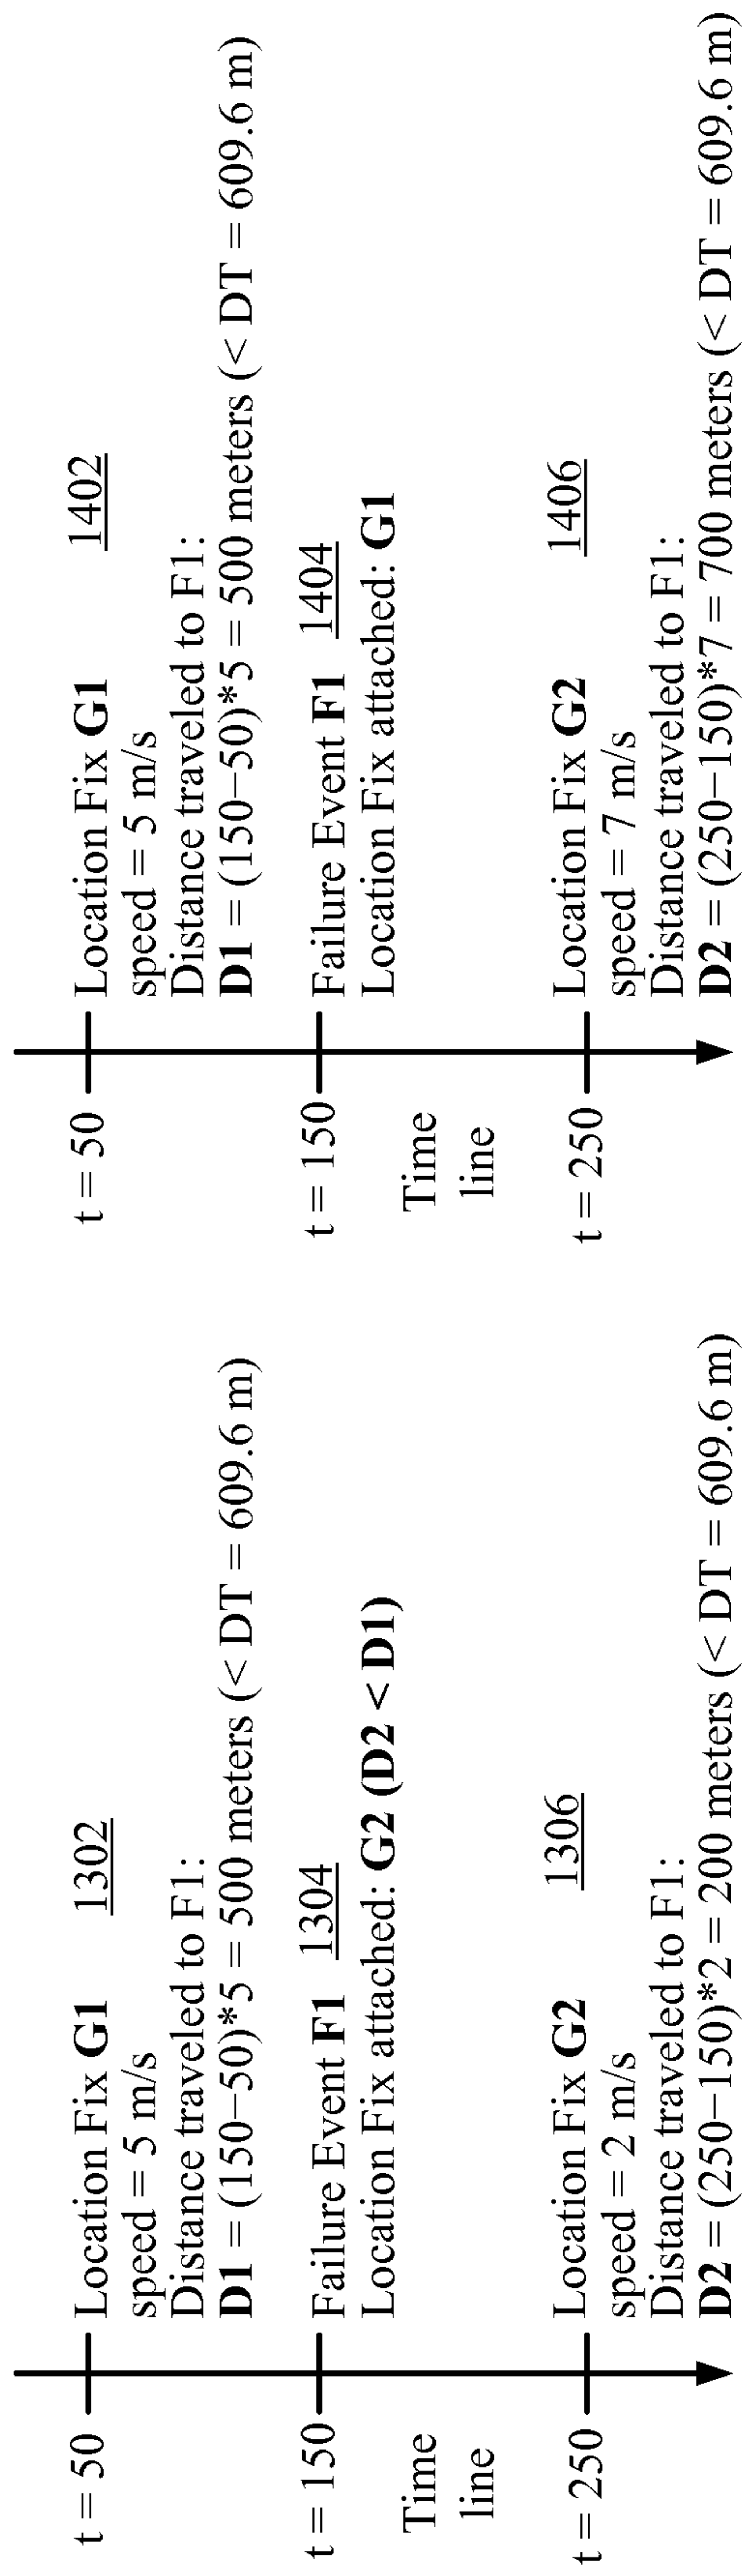 t = 50
Location Fix G1 1302
speed = 5 m/s
Distance traveled to F1:
D1 = (150−50)*5 = 500 meters (< DT = 609.6 m)
t = 150
Failure Event F1 1304
Location Fix attached: G2 (D2 < D1)
Time
line
t = 250
Location Fix G2 1306
speed = 2 m/s
Distance traveled to F1:
D2 = (250−150)*2 = 200 meters (< DT = 609.6 m)
t = 50
Location Fix G1 1402
speed = 5 m/s
Distance traveled to F1:
D1 = (150−50)*5 = 500 meters (< DT = 609.6 m)
t = 150
Failure Event F1 1404
Location Fix attached: G1
Time
line
t = 250
Location Fix G2 1406
speed = 7 m/s
Distance traveled to F1:
D2 = (250−150)*7 = 700 meters (< DT = 609.6 m)